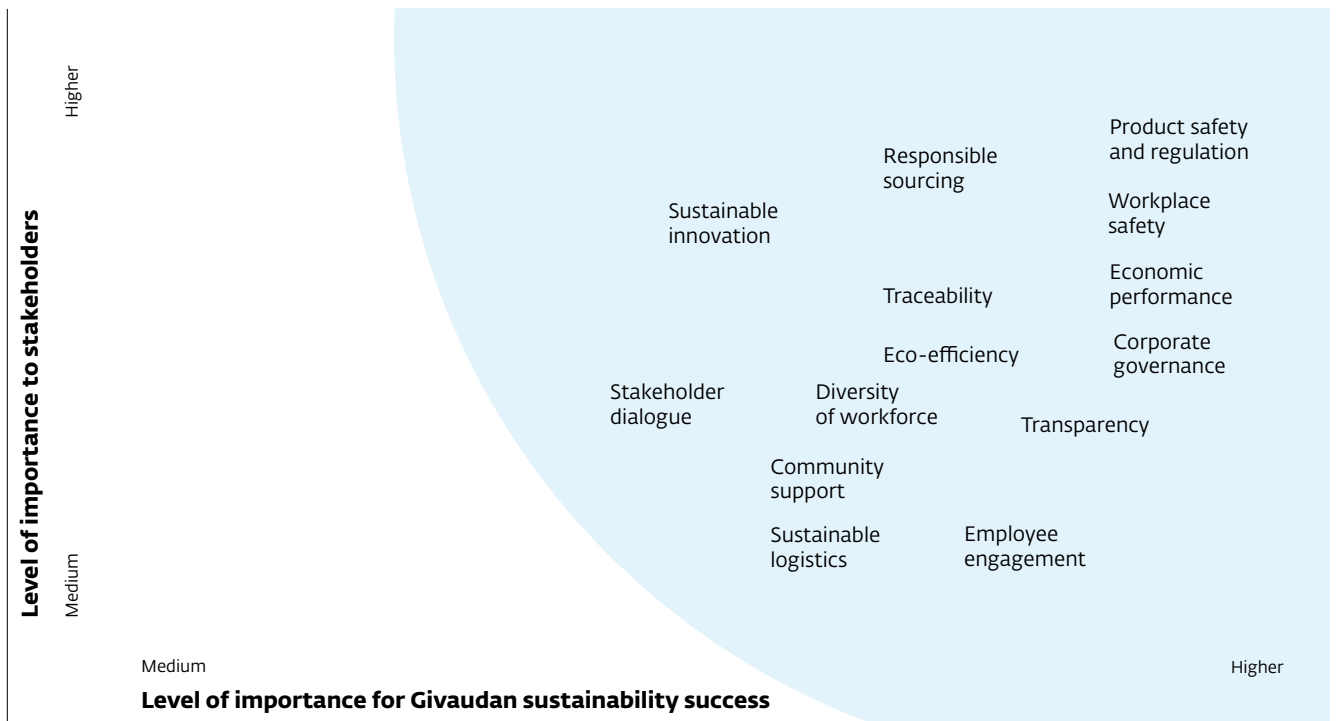 Higher
Level of importance to stakeholders
Medium
Product safety
and regulation
Responsible
sourcing
Workplace
safety
Sustainable
innovation
Economic
performance
Traceability
Corporate
governance
Eco-efficiency
Stakeholder
dialogue
Diversity
of workforce
Transparency
Community
support
Sustainable
logistics
Employee
engagement
Medium
Higher
Level of importance for Givaudan sustainability success